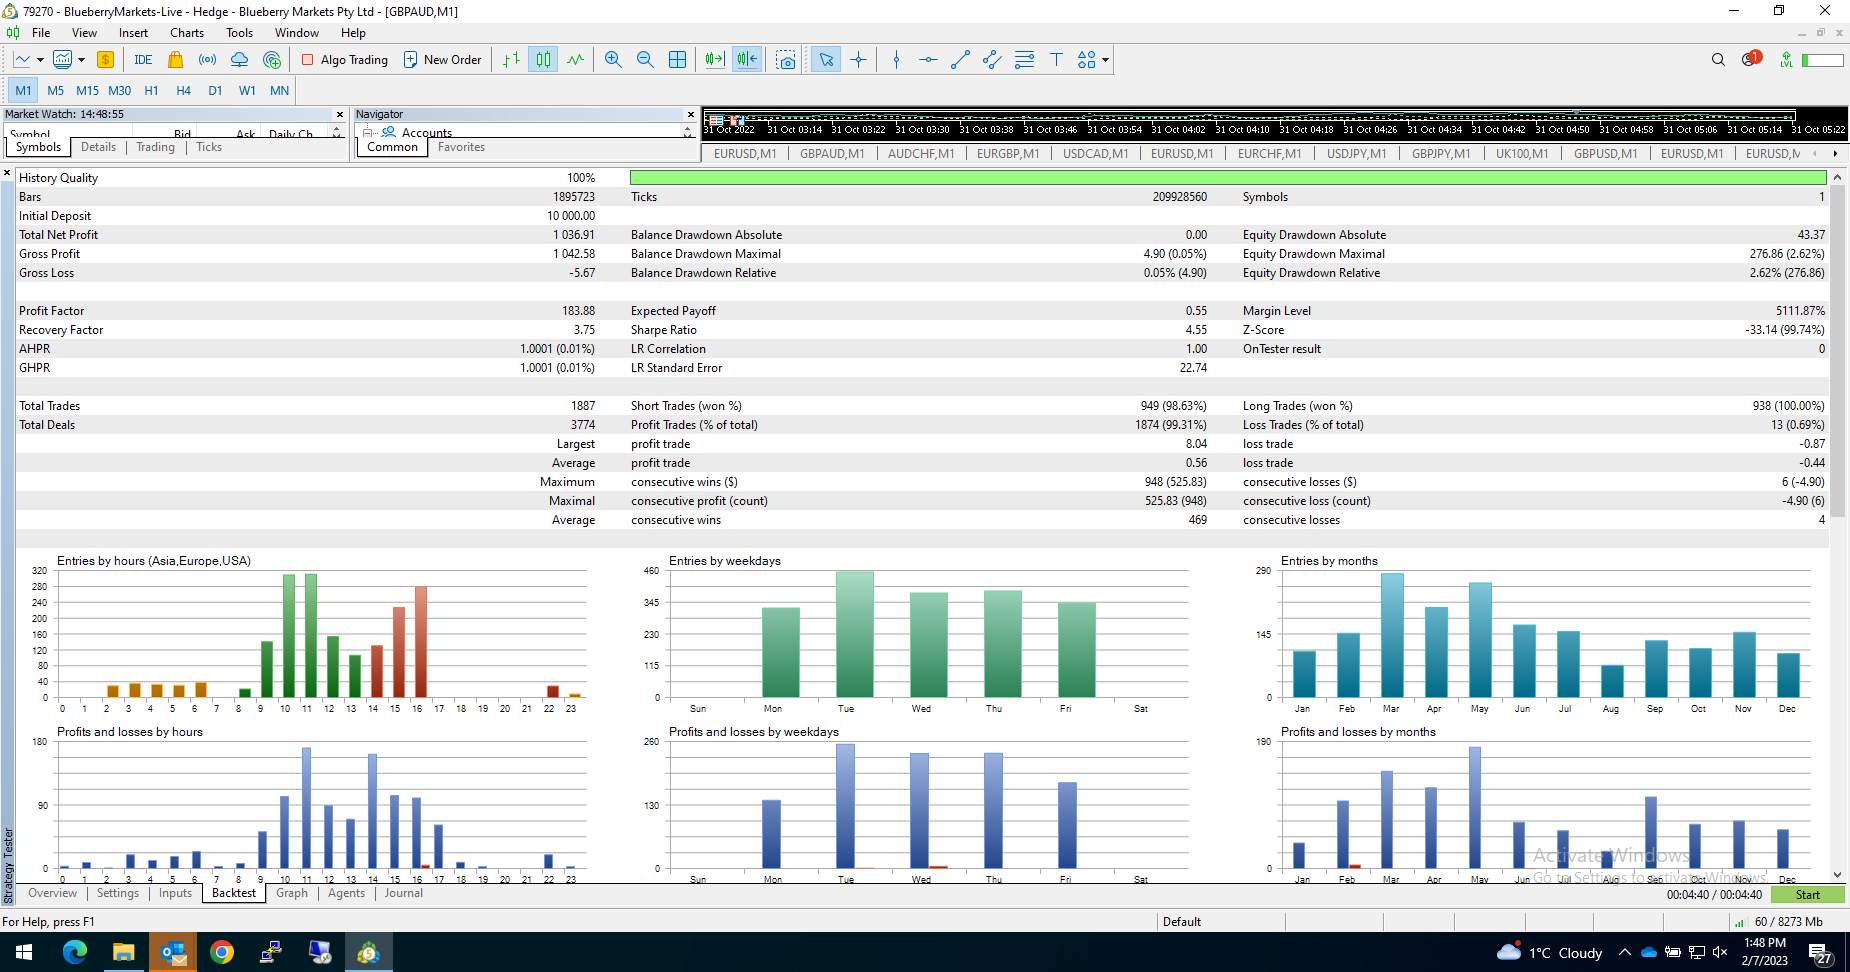 79270 - BlueberryMarkets-Live - Hedge - Blueberry Markets Pty Ltd - [GBPAUD,M1]
File View Insert Charts Tools Window Help
IDE Algo Trading New Order 1 LVL
M1 M5 M15 M30 H1 H4 D1 W1 MN
Market Watch: 14:48:55
Symbol Bid Ask Daily Ch...
Symbols Details Trading Ticks
Navigator
Accounts
Common Favorites
31 Oct 2022 31 Oct 03:14 31 Oct 03:22 31 Oct 03:30 31 Oct 03:38 31 Oct 03:46 31 Oct 03:54 31 Oct 04:02 31 Oct 04:10 31 Oct 04:18 31 Oct 04:26 31 Oct 04:34 31 Oct 04:42 31 Oct 04:50 31 Oct 04:58 31 Oct 05:06 31 Oct 05:14 31 Oct 05:22
EURUSD,M1 GBPAUD,M1 AUDCHF,M1 EURGBP,M1 USDCAD,M1 EURUSD,M1 EURCHF,M1 USDJPY,M1 GBPJPY,M1 UK100,M1 GBPUSD,M1 EURUSD,M1 EURUSD,M
History Quality 100%
Bars 1895723 Ticks 209928560 Symbols 1
Initial Deposit 10 000.00
Total Net Profit 1 036.91 Balance Drawdown Absolute 0.00 Equity Drawdown Absolute 43.37
Gross Profit 1 042.58 Balance Drawdown Maximal 4.90 (0.05%) Equity Drawdown Maximal 276.86 (2.62%)
Gross Loss -5.67 Balance Drawdown Relative 0.05% (4.90) Equity Drawdown Relative 2.62% (276.86)
Profit Factor 183.88 Expected Payoff 0.55 Margin Level 5111.87%
Recovery Factor 3.75 Sharpe Ratio 4.55 Z-Score -33.14 (99.74%)
AHPR 1.0001 (0.01%) LR Correlation 1.00 OnTester result 0
GHPR 1.0001 (0.01%) LR Standard Error 22.74
Total Trades 1887 Short Trades (won %) 949 (98.63%) Long Trades (won %) 938 (100.00%)
Total Deals 3774 Profit Trades (% of total) 1874 (99.31%) Loss Trades (% of total) 13 (0.69%)
Largest profit trade 8.04 loss trade -0.87
Average profit trade 0.56 loss trade -0.44
Maximum consecutive wins ($) 948 (525.83) consecutive losses ($) 6 (-4.90)
Maximal consecutive profit (count) 525.83 (948) consecutive loss (count) -4.90 (6)
Average consecutive wins 469 consecutive losses 4
Entries by hours (Asia,Europe,USA)
320
280
240
200
160
120
80
40
0
0 1 2 3 4 5 6 7 8 9 10 11 12 13 14 15 16 17 18 19 20 21 22 23
Entries by weekdays
460
345
230
115
0
Sun Mon Tue Wed Thu Fri Sat
Entries by months
290
145
0
Jan Feb Mar Apr May Jun Jul Aug Sep Oct Nov Dec
Profits and losses by hours
180
90
0
0 1 2 3 4 5 6 7 8 9 10 11 12 13 14 15 16 17 18 19 20 21 22 23
Profits and losses by weekdays
260
130
0
Sun Mon Tue Wed Thu Fri Sat
Profits and losses by months
190
0
Jan Feb Mar Apr May Jun Jul Aug Sep Oct Nov Dec
Activate Windows
Go to Settings to activate Windows.
Strategy Tester
Overview Settings Inputs Backtest Graph Agents Journal 00:04:40 / 00:04:40 Start
For Help, press F1 Default 60 / 8273 Mb
1°C Cloudy 1:48 PM
2/7/2023
27